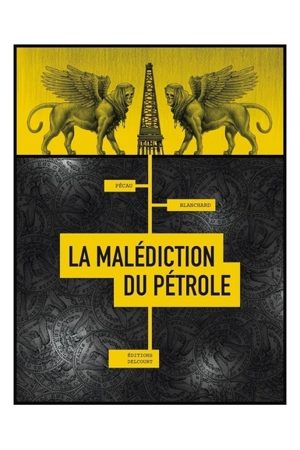 PÉCAU
BLANCHARD
LA MALÉDICTION
DU PÉTROLE
ÉDITIONS
DELCOURT